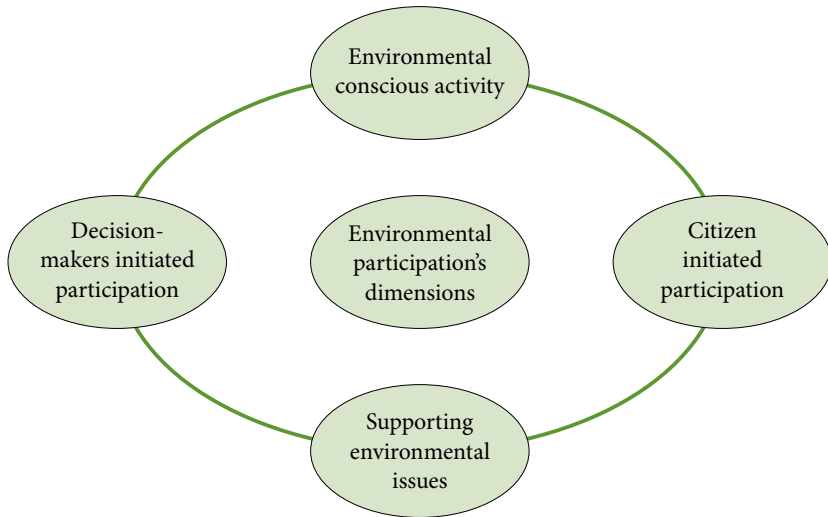 Environmental
conscious activity
Decision-
makers initiated
participation
Environmental
participation's
dimensions
Citizen
initiated
participation
Supporting
environmental
issues